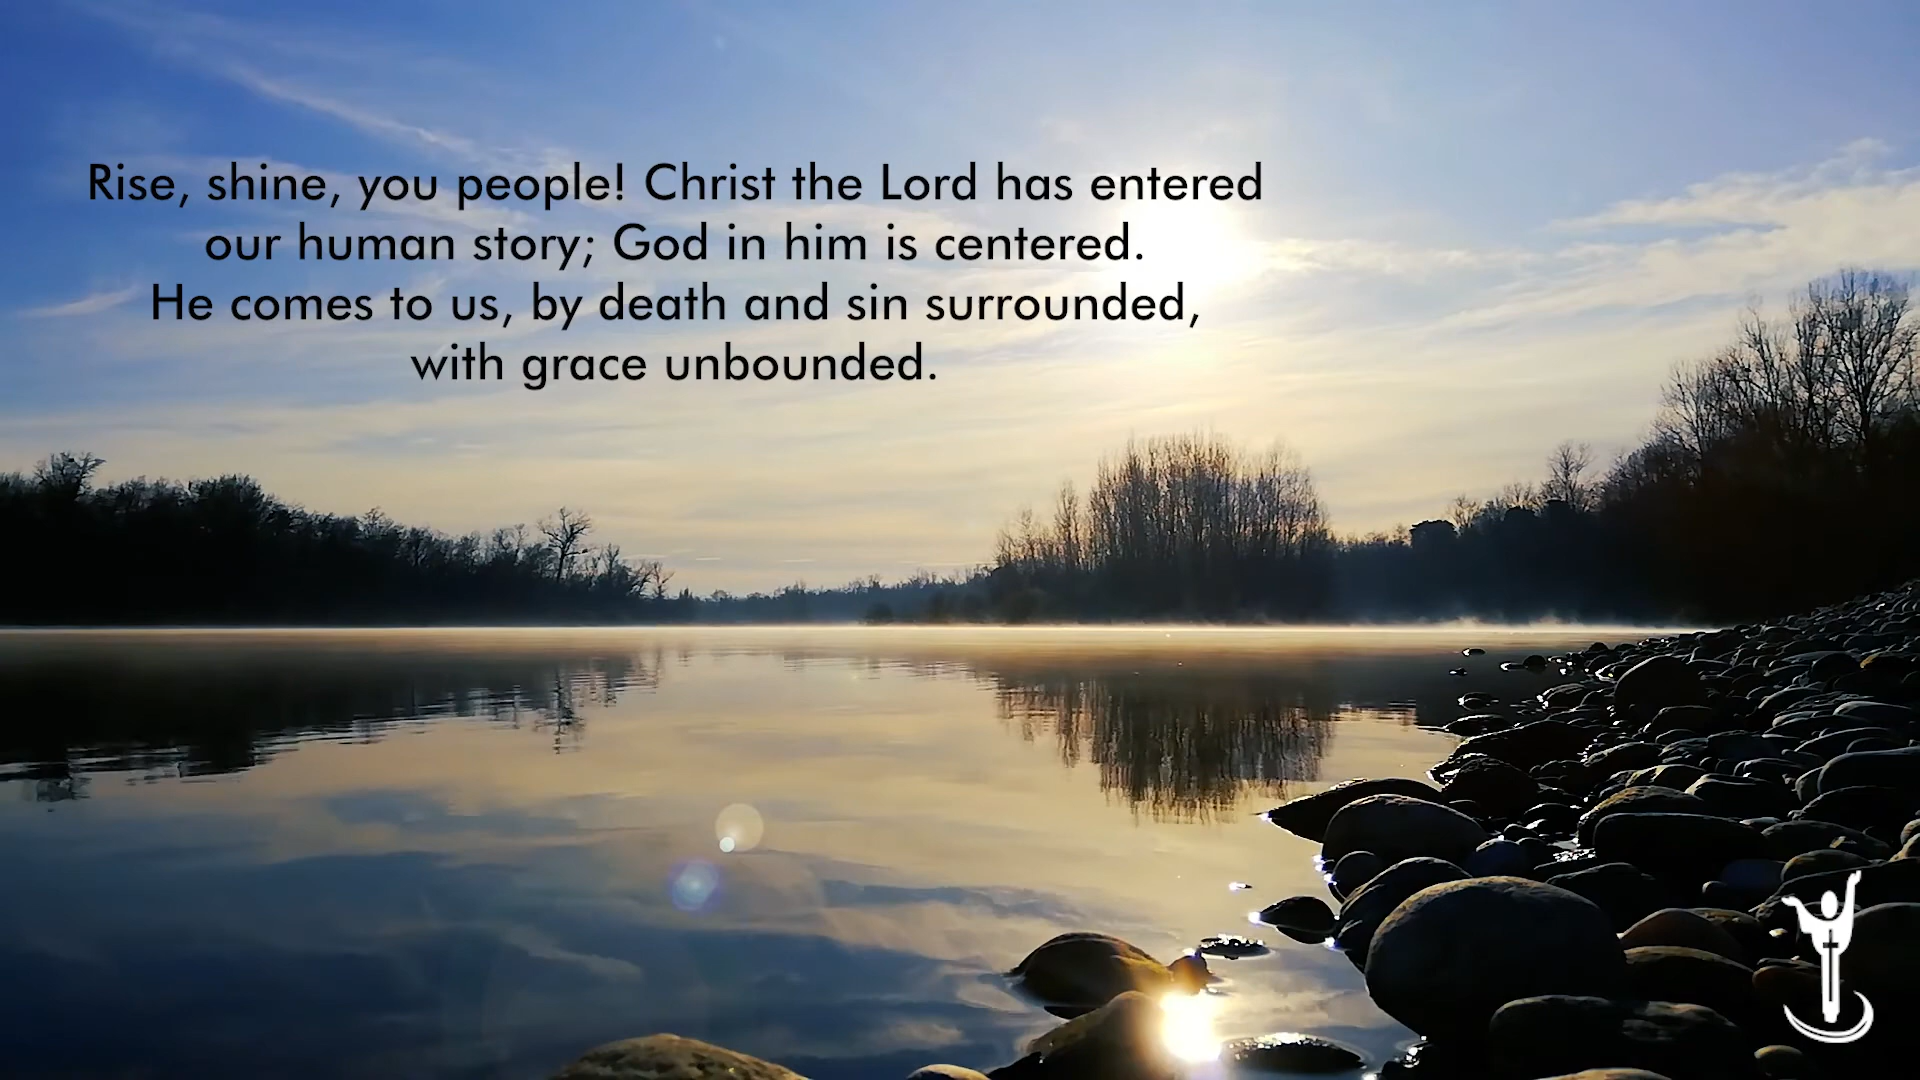 Rise, shine, you people! Christ the Lord has entered
our human story; God in him is centered.
He comes to us, by death and sin surrounded,
with grace unbounded.